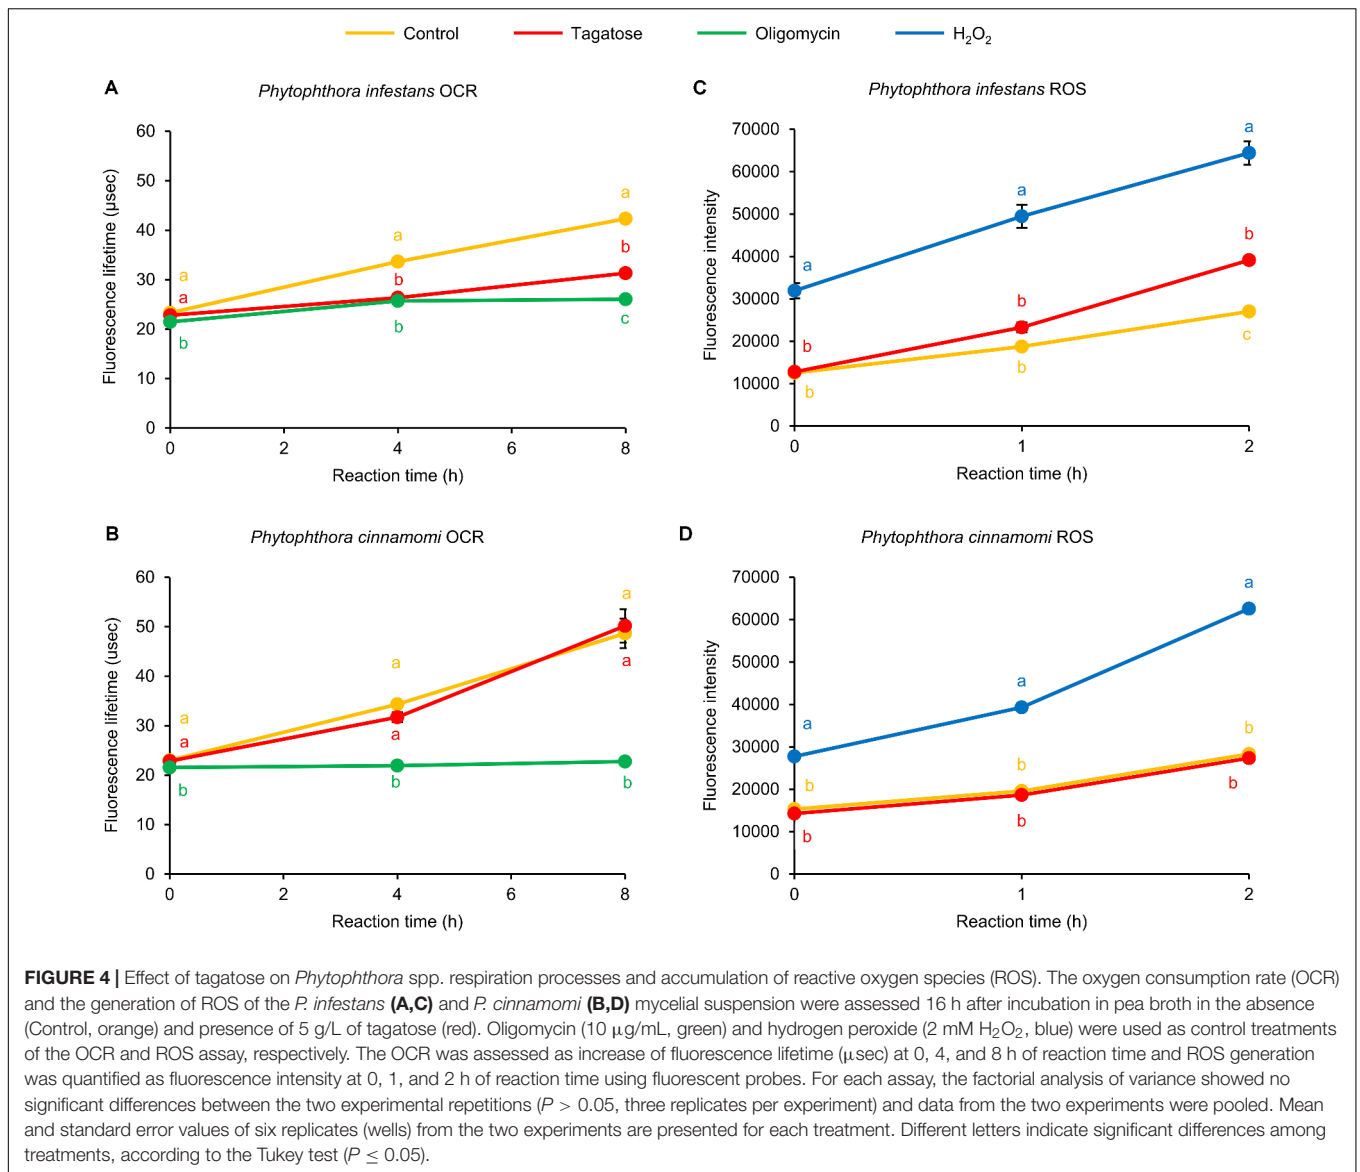 Control Tagatose Oligomycin H₂O₂
A Phytophthora infestans OCR
Fluorescence lifetime (µsec)
60
50
40
30
20
10
0
a
a
b
a
b
b
a
b
c
0 2 4 6 8
Reaction time (h)
C Phytophthora infestans ROS
Fluorescence intensity
70000
60000
50000
40000
30000
20000
10000
0
a
b
b
a
b
b
a
b
c
0 1 2
Reaction time (h)
B Phytophthora cinnamomi OCR
Fluorescence lifetime (usec)
60
50
40
30
20
10
0
a
a
b
a
a
b
a
a
b
0 2 4 6 8
Reaction time (h)
D Phytophthora cinnamomi ROS
Fluorescence intensity
70000
60000
50000
40000
30000
20000
10000
0
a
b
b
a
b
b
a
b
b
0 1 2
Reaction time (h)
FIGURE 4 | Effect of tagatose on Phytophthora spp. respiration processes and accumulation of reactive oxygen species (ROS). The oxygen consumption rate (OCR)
and the generation of ROS of the P. infestans (A,C) and P. cinnamomi (B,D) mycelial suspension were assessed 16 h after incubation in pea broth in the absence
(Control, orange) and presence of 5 g/L of tagatose (red). Oligomycin (10 μg/mL, green) and hydrogen peroxide (2 mM H₂O₂, blue) were used as control treatments
of the OCR and ROS assay, respectively. The OCR was assessed as increase of fluorescence lifetime (μsec) at 0, 4, and 8 h of reaction time and ROS generation
was quantified as fluorescence intensity at 0, 1, and 2 h of reaction time using fluorescent probes. For each assay, the factorial analysis of variance showed no
significant differences between the two experimental repetitions (P > 0.05, three replicates per experiment) and data from the two experiments were pooled. Mean
and standard error values of six replicates (wells) from the two experiments are presented for each treatment. Different letters indicate significant differences among
treatments, according to the Tukey test (P ≤ 0.05).